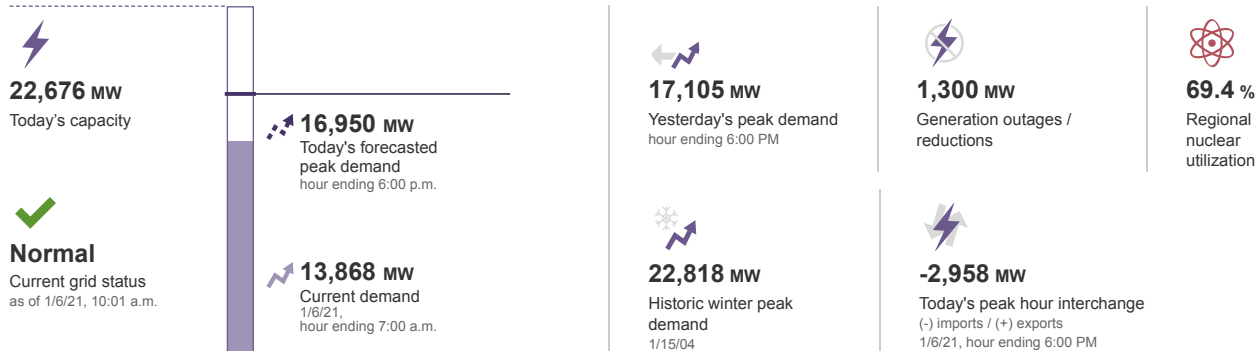 22,676 MW
Today's capacity
Normal
Current grid status
as of 1/6/21, 10:01 a.m.
16,950 MW
Today's forecasted
peak demand
hour ending 6:00 p.m.
13,868 MW
Current demand
1/6/21,
hour ending 7:00 a.m.
17,105 MW
Yesterday's peak demand
hour ending 6:00 PM
1,300 MW
Generation outages /
reductions
69.4 %
Regional
nuclear
utilization
22,818 MW
Historic winter peak
demand
1/15/04
-2,958 MW
Today's peak hour interchange
(-) imports / (+) exports
1/6/21, hour ending 6:00 PM